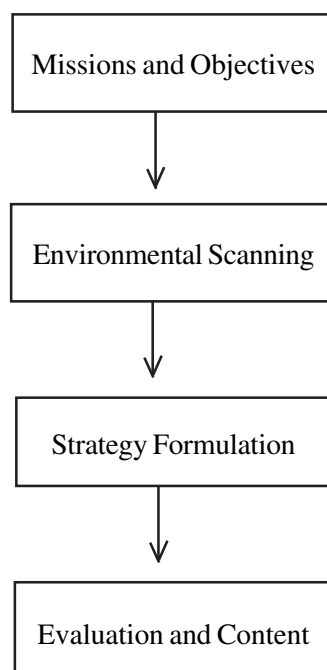 Missions and Objectives
Environmental Scanning
Strategy Formulation
Evaluation and Content